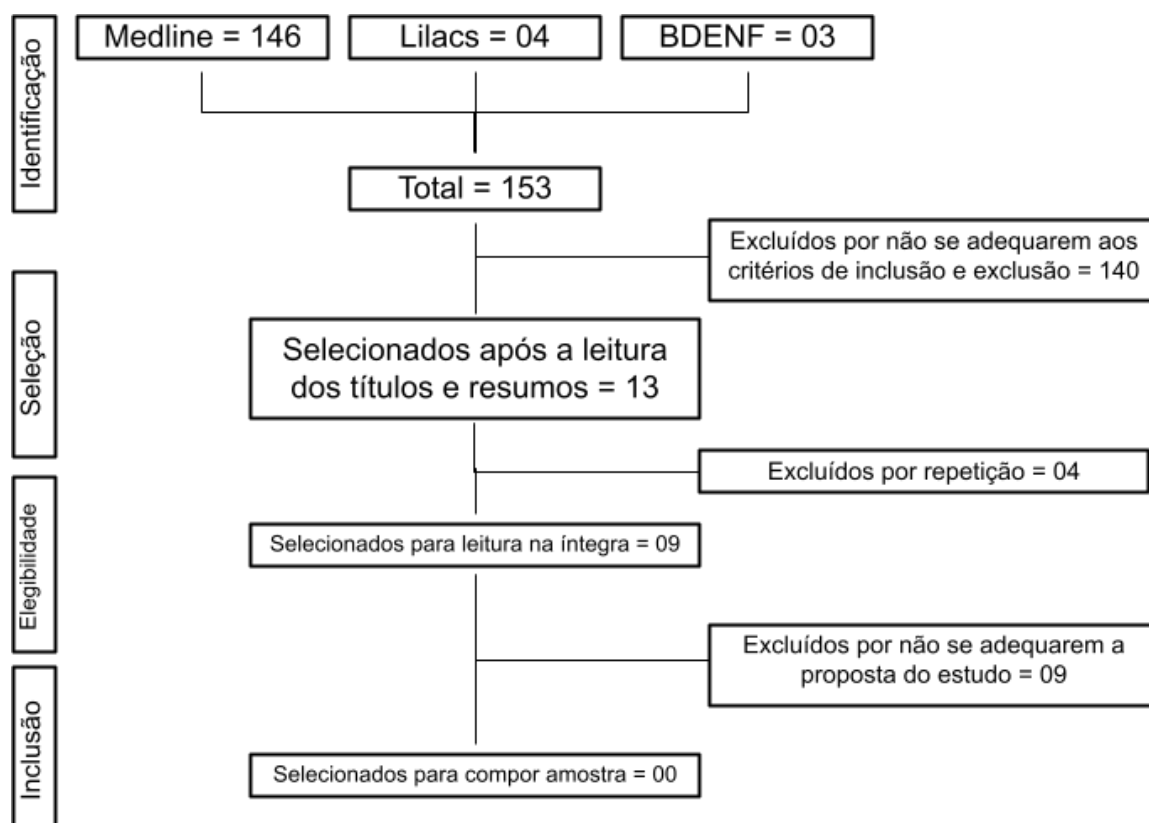 Identificação
Medline = 146
Lilacs = 04
BDENF = 03
Total = 153
Excluídos por não se adequarem aos
critérios de inclusão e exclusão = 140
Seleção
Selecionados após a leitura
dos títulos e resumos = 13
Excluídos por repetição = 04
Elegibilidade
Selecionados para leitura na íntegra = 09
Excluídos por não se adequarem a
proposta do estudo = 09
Inclusão
Selecionados para compor amostra = 00